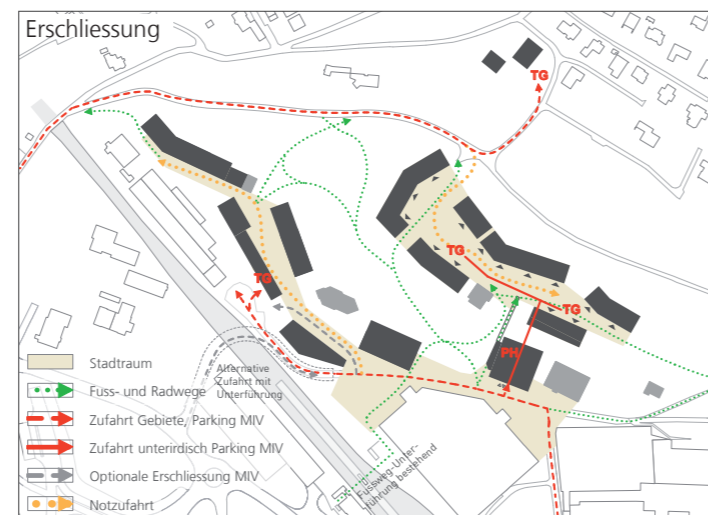 Erschliessung
TG
TG
TG
TG
PH
Alternative
Zufahrt mit
Unterführung
Fussweg-Unter-
führung bestehend
Stadtraum
Fuss- und Radwege
Zufahrt Gebiete, Parking MIV
Zufahrt unterirdisch Parking MIV
Optionale Erschliessung MIV
Notzufahrt